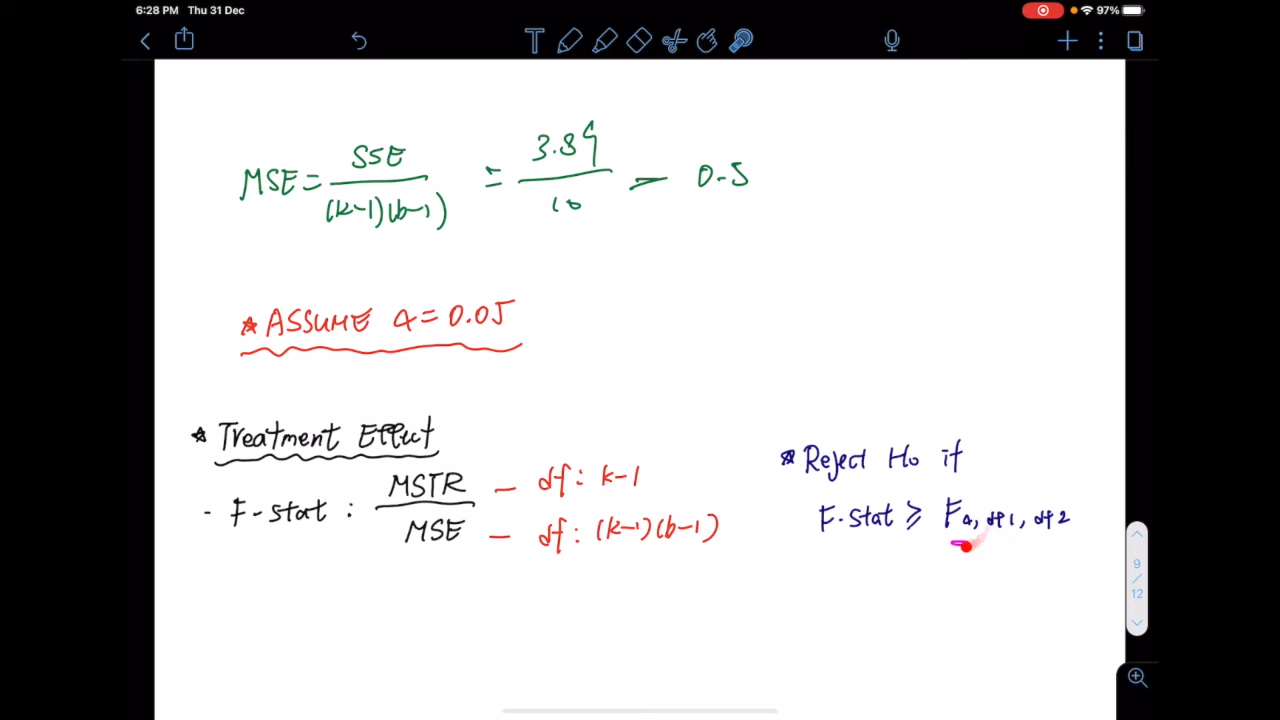 6:28 PM Thu 31 Dec
97%
MSE = SSE / (k-1)(b-1) = 3.89 / 10 = 0.5
* ASSUME α = 0.05
* Treatment Effect
- F-stat : MSTR / MSE
— df: k-1
— df: (k-1)(b-1)
* Reject Ho if
F-stat ≥ Fα, df1, df2
9 / 12